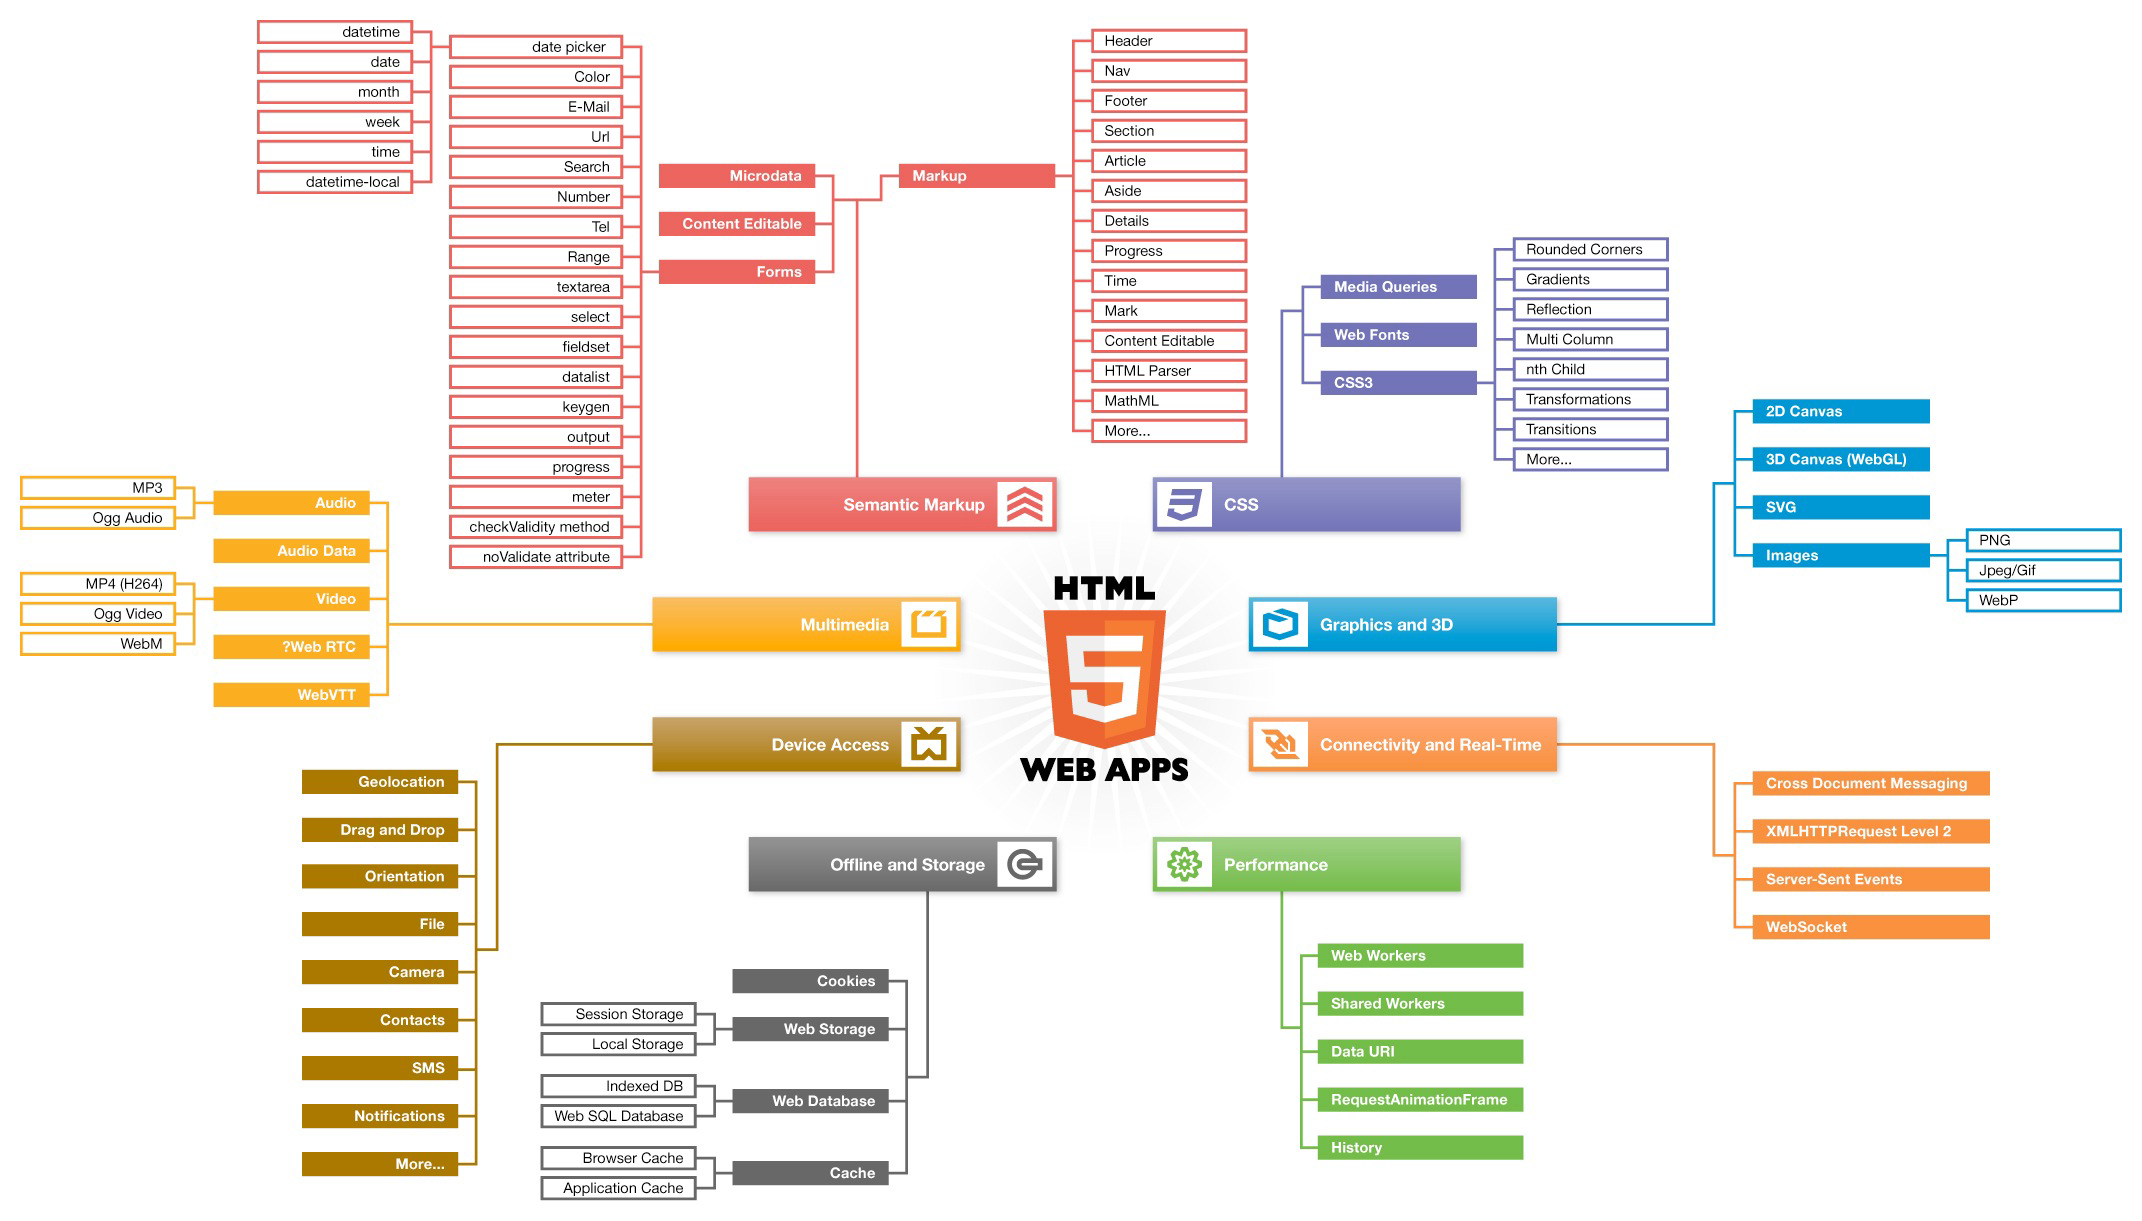 datetime
date
month
week
time
datetime-local
date picker
Color
E-Mail
Url
Search
Number
Tel
Range
textarea
select
fieldset
datalist
keygen
output
progress
meter
checkValidity method
noValidate attribute
Microdata
Content Editable
Forms
Markup
Header
Nav
Footer
Section
Article
Aside
Details
Progress
Time
Mark
Content Editable
HTML Parser
MathML
More...
Semantic Markup
CSS
Media Queries
Web Fonts
CSS3
Rounded Corners
Gradients
Reflection
Multi Column
nth Child
Transformations
Transitions
More...
MP3
Ogg Audio
Audio
Audio Data
MP4 (H264)
Ogg Video
WebM
Video
?Web RTC
WebVTT
Multimedia
HTML
5
WEB APPS
Graphics and 3D
2D Canvas
3D Canvas (WebGL)
SVG
Images
PNG
Jpeg/Gif
WebP
Device Access
Geolocation
Drag and Drop
Orientation
File
Camera
Contacts
SMS
Notifications
More...
Connectivity and Real-Time
Cross Document Messaging
XMLHTTPRequest Level 2
Server-Sent Events
WebSocket
Offline and Storage
Cookies
Session Storage
Local Storage
Web Storage
Indexed DB
Web SQL Database
Web Database
Browser Cache
Application Cache
Cache
Performance
Web Workers
Shared Workers
Data URI
RequestAnimationFrame
History